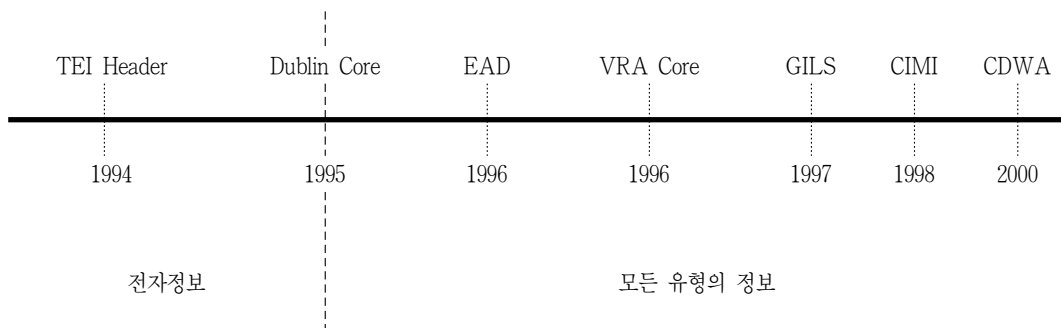 TEI Header Dublin Core EAD VRA Core GILS CIMI CDWA
1994 1995 1996 1996 1997 1998 2000
전자정보 모든 유형의 정보